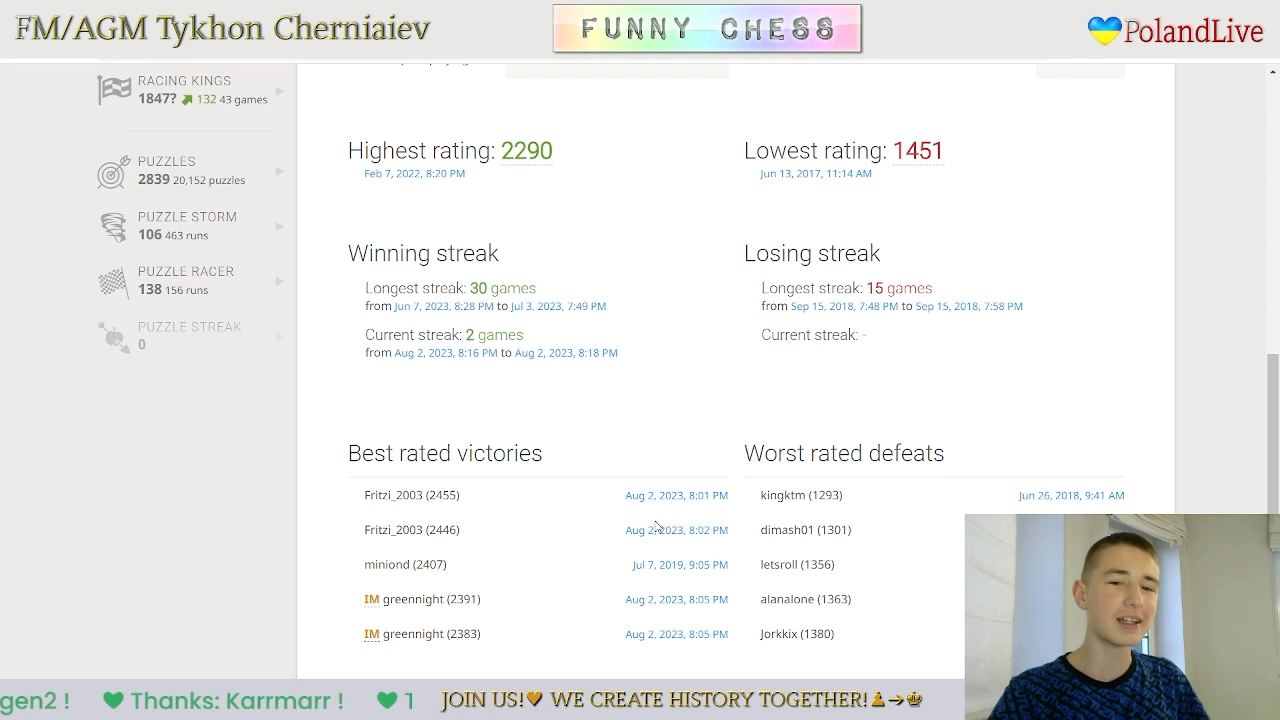 FM/AGM Tykhon Cherniaiev
FUNNY CHESS
PolandLive
RACING KINGS
1847? 132 43 games
PUZZLES
2839 20,152 puzzles
PUZZLE STORM
106 463 runs
PUZZLE RACER
138 156 runs
PUZZLE STREAK
0
Highest rating: 2290
Feb 7, 2022, 8:20 PM
Lowest rating: 1451
Jun 13, 2017, 11:14 AM
Winning streak
Longest streak: 30 games
from Jun 7, 2023, 8:28 PM to Jul 3, 2023, 7:49 PM
Current streak: 2 games
from Aug 2, 2023, 8:16 PM to Aug 2, 2023, 8:18 PM
Losing streak
Longest streak: 15 games
from Sep 15, 2018, 7:48 PM to Sep 15, 2018, 7:58 PM
Current streak: -
Best rated victories
Fritzi_2003 (2455) Aug 2, 2023, 8:01 PM
Fritzi_2003 (2446) Aug 2, 2023, 8:02 PM
miniond (2407) Jul 7, 2019, 9:05 PM
IM greennight (2391) Aug 2, 2023, 8:05 PM
IM greennight (2383) Aug 2, 2023, 8:05 PM
Worst rated defeats
kingktm (1293) Jun 26, 2018, 9:41 AM
dimash01 (1301)
letsroll (1356)
alanalone (1363)
Jorkkix (1380)
gen2 ! 💚 Thanks: Karrmarr ! 💚 1
JOIN US!🧡 WE CREATE HISTORY TOGETHER!♟→♚